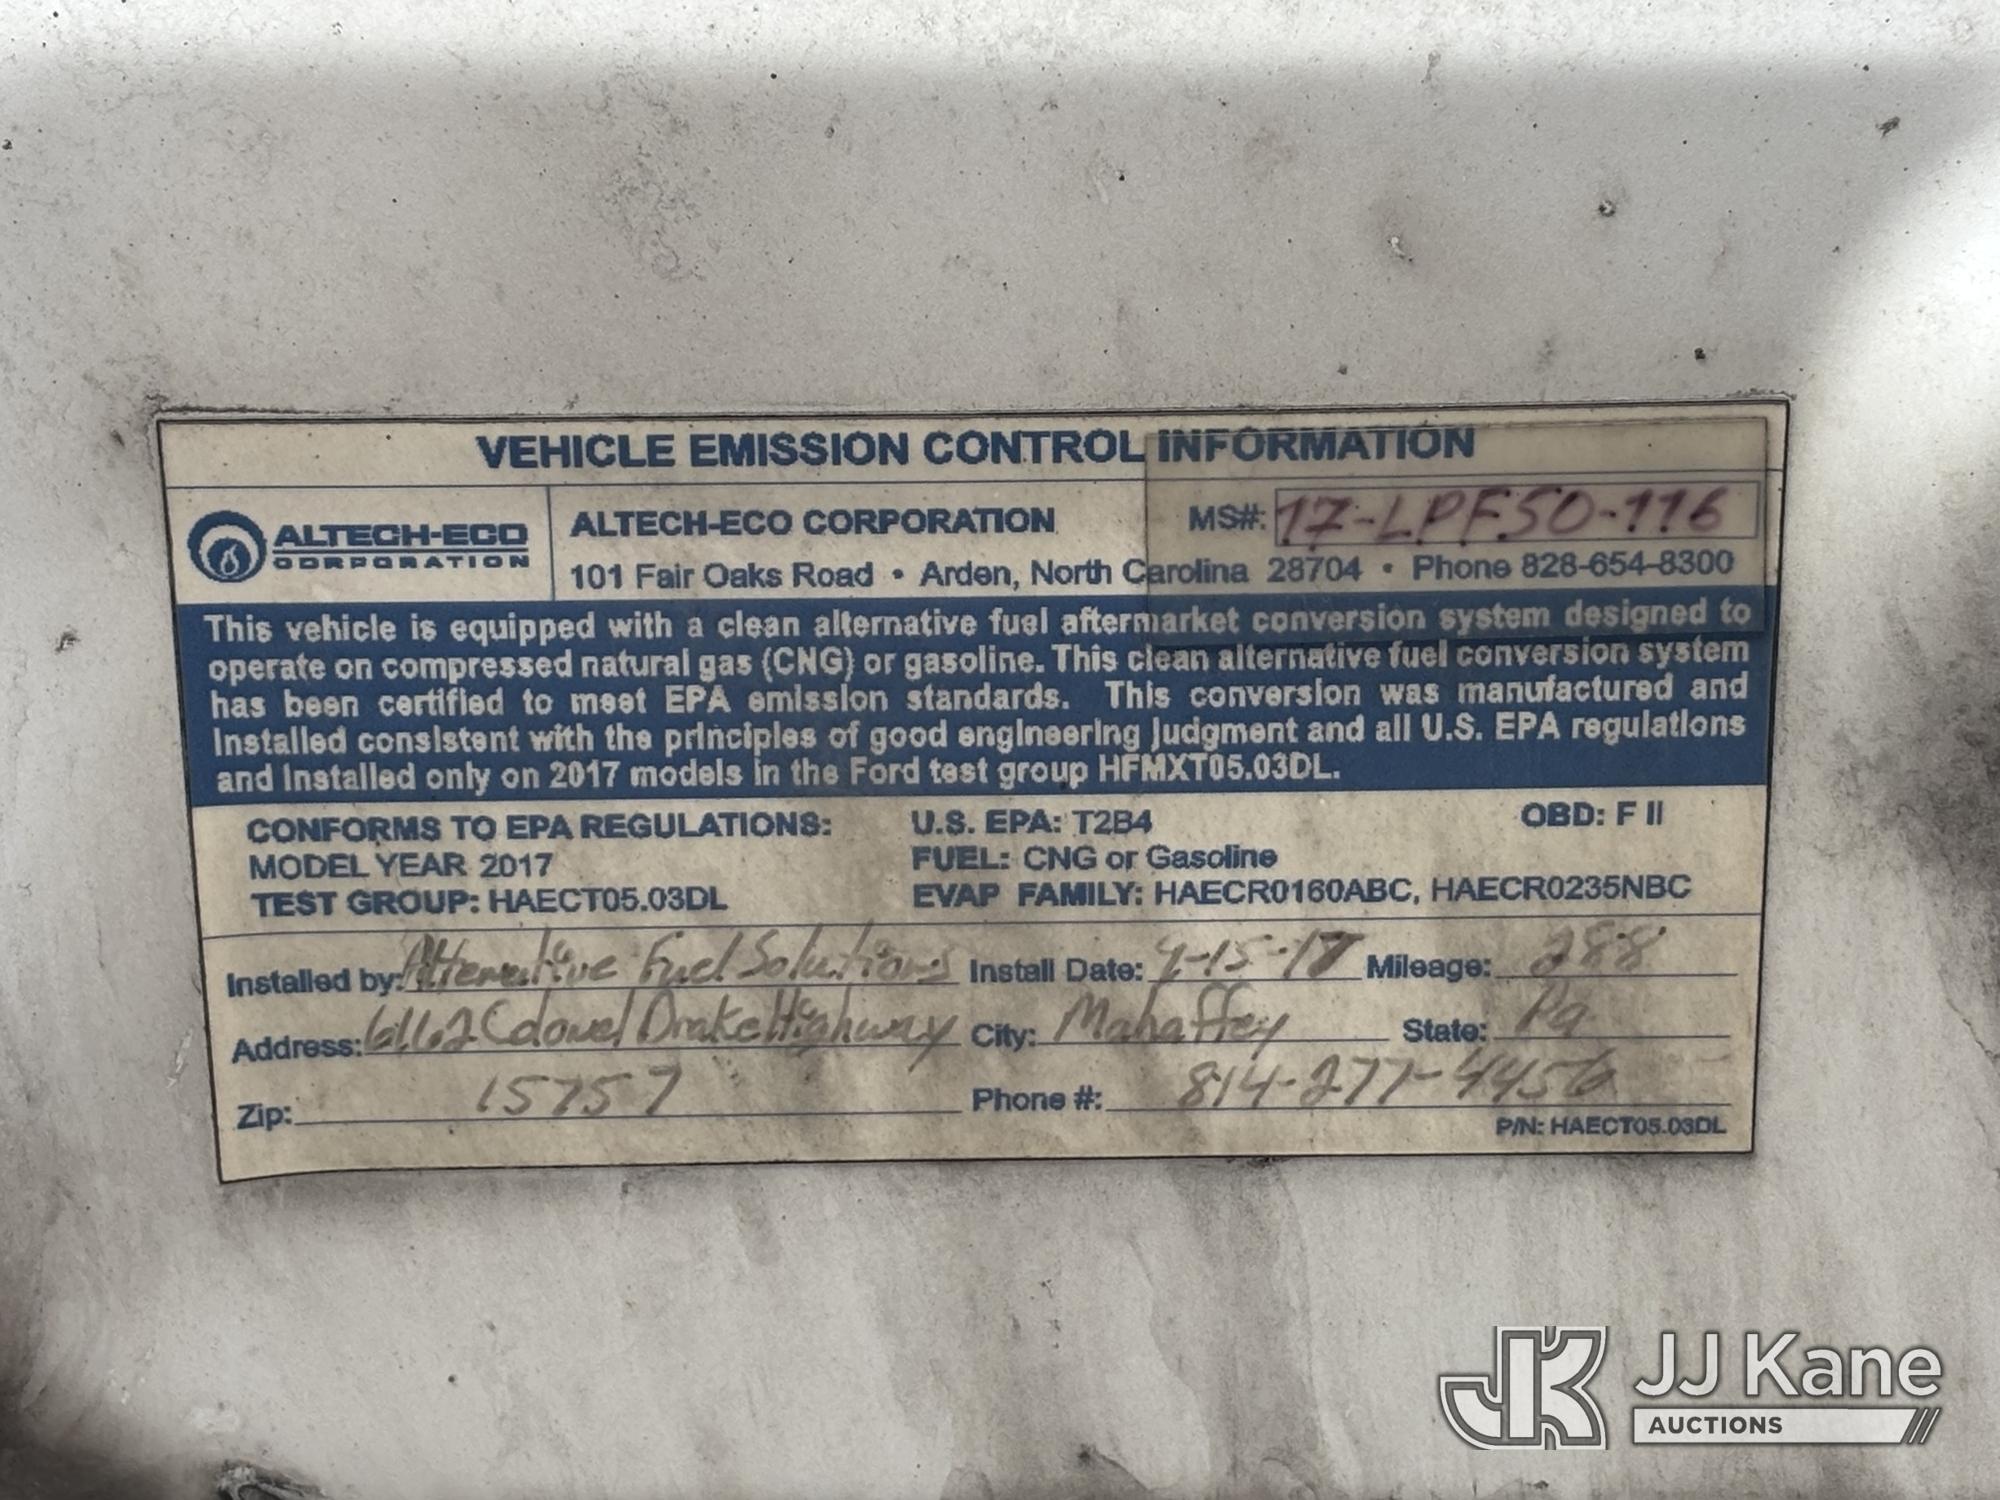 VEHICLE EMISSION CONTROL INFORMATION
ALTECH-ECO
CORPORATION
ALTECH-ECO CORPORATION MS#: 17-LPF50-116
101 Fair Oaks Road • Arden, North Carolina 28704 • Phone 828-654-8300
This vehicle is equipped with a clean alternative fuel aftermarket conversion system designed to
operate on compressed natural gas (CNG) or gasoline. This clean alternative fuel conversion system
has been certified to meet EPA emission standards. This conversion was manufactured and
installed consistent with the principles of good engineering judgment and all U.S. EPA regulations
and installed only on 2017 models in the Ford test group HFMXT05.03DL.
CONFORMS TO EPA REGULATIONS: U.S. EPA: T2B4 OBD: F II
MODEL YEAR 2017 FUEL: CNG or Gasoline
TEST GROUP: HAECT05.03DL EVAP FAMILY: HAECR0160ABC, HAECR0235NBC
Installed by: Alternative Fuel Solutions Install Date: 9-15-17 Mileage: 288
Address: 6162 Colonel Drake Highway City: Mahaffey State: Pa
Zip: 15757 Phone #: 814-277-4456
P/N: HAECT05.03DL
JK JJ Kane
AUCTIONS